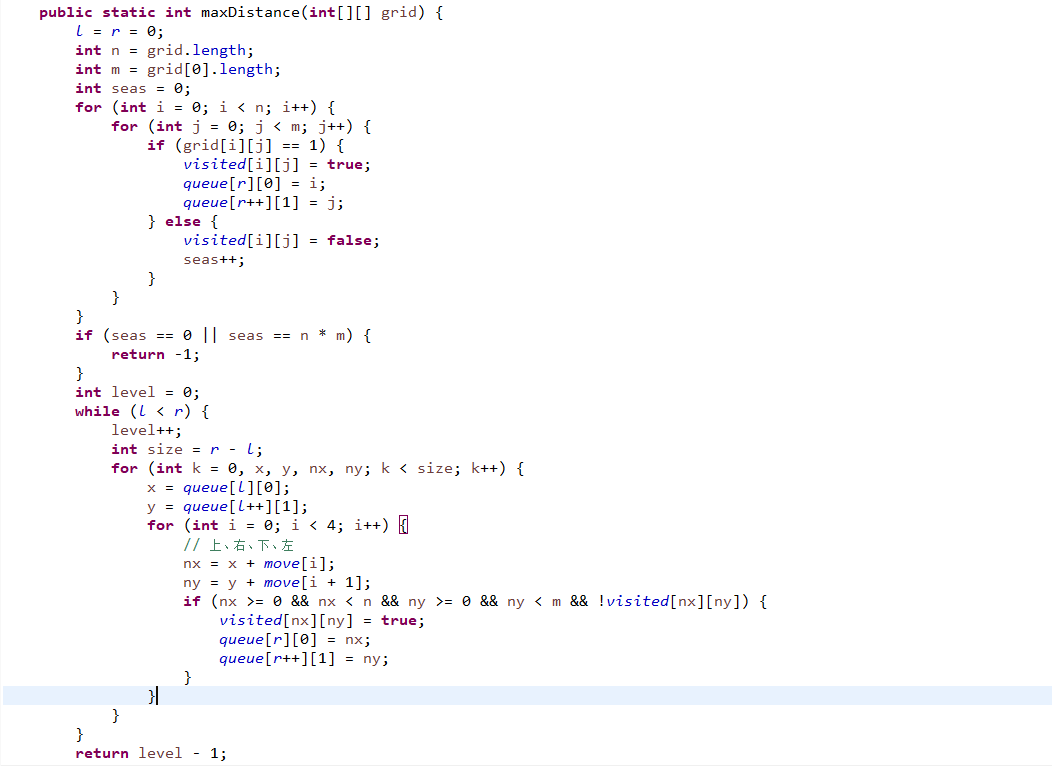 public static int maxDistance(int[][] grid) {
l = r = 0;
int n = grid.length;
int m = grid[0].length;
int seas = 0;
for (int i = 0; i < n; i++) {
for (int j = 0; j < m; j++) {
if (grid[i][j] == 1) {
visited[i][j] = true;
queue[r][0] = i;
queue[r++][1] = j;
} else {
visited[i][j] = false;
seas++;
}
}
}
if (seas == 0 || seas == n * m) {
return -1;
}
int level = 0;
while (l < r) {
level++;
int size = r - l;
for (int k = 0, x, y, nx, ny; k < size; k++) {
x = queue[l][0];
y = queue[l++][1];
for (int i = 0; i < 4; i++) {
// 上、右、下、左
nx = x + move[i];
ny = y + move[i + 1];
if (nx >= 0 && nx < n && ny >= 0 && ny < m && !visited[nx][ny]) {
visited[nx][ny] = true;
queue[r][0] = nx;
queue[r++][1] = ny;
}
}
}
}
return level - 1;